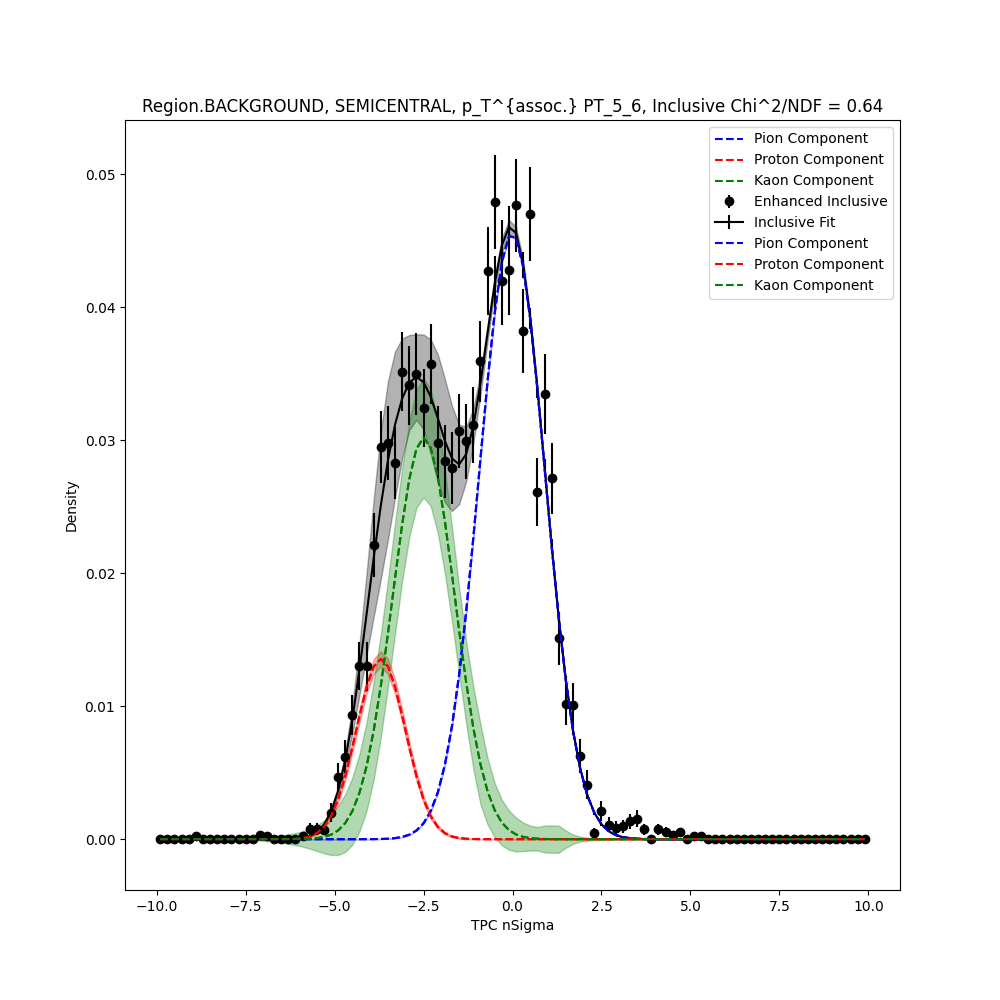 Region.BACKGROUND, SEMICENTRAL, p_T^{assoc.} PT_5_6, Inclusive Chi^2/NDF = 0.64
Pion Component
Proton Component
Kaon Component
Enhanced Inclusive
Inclusive Fit
Pion Component
Proton Component
Kaon Component
0.05
0.04
0.03
0.02
0.01
0.00
Density
−10.0 −7.5 −5.0 −2.5 0.0 2.5 5.0 7.5 10.0
TPC nSigma